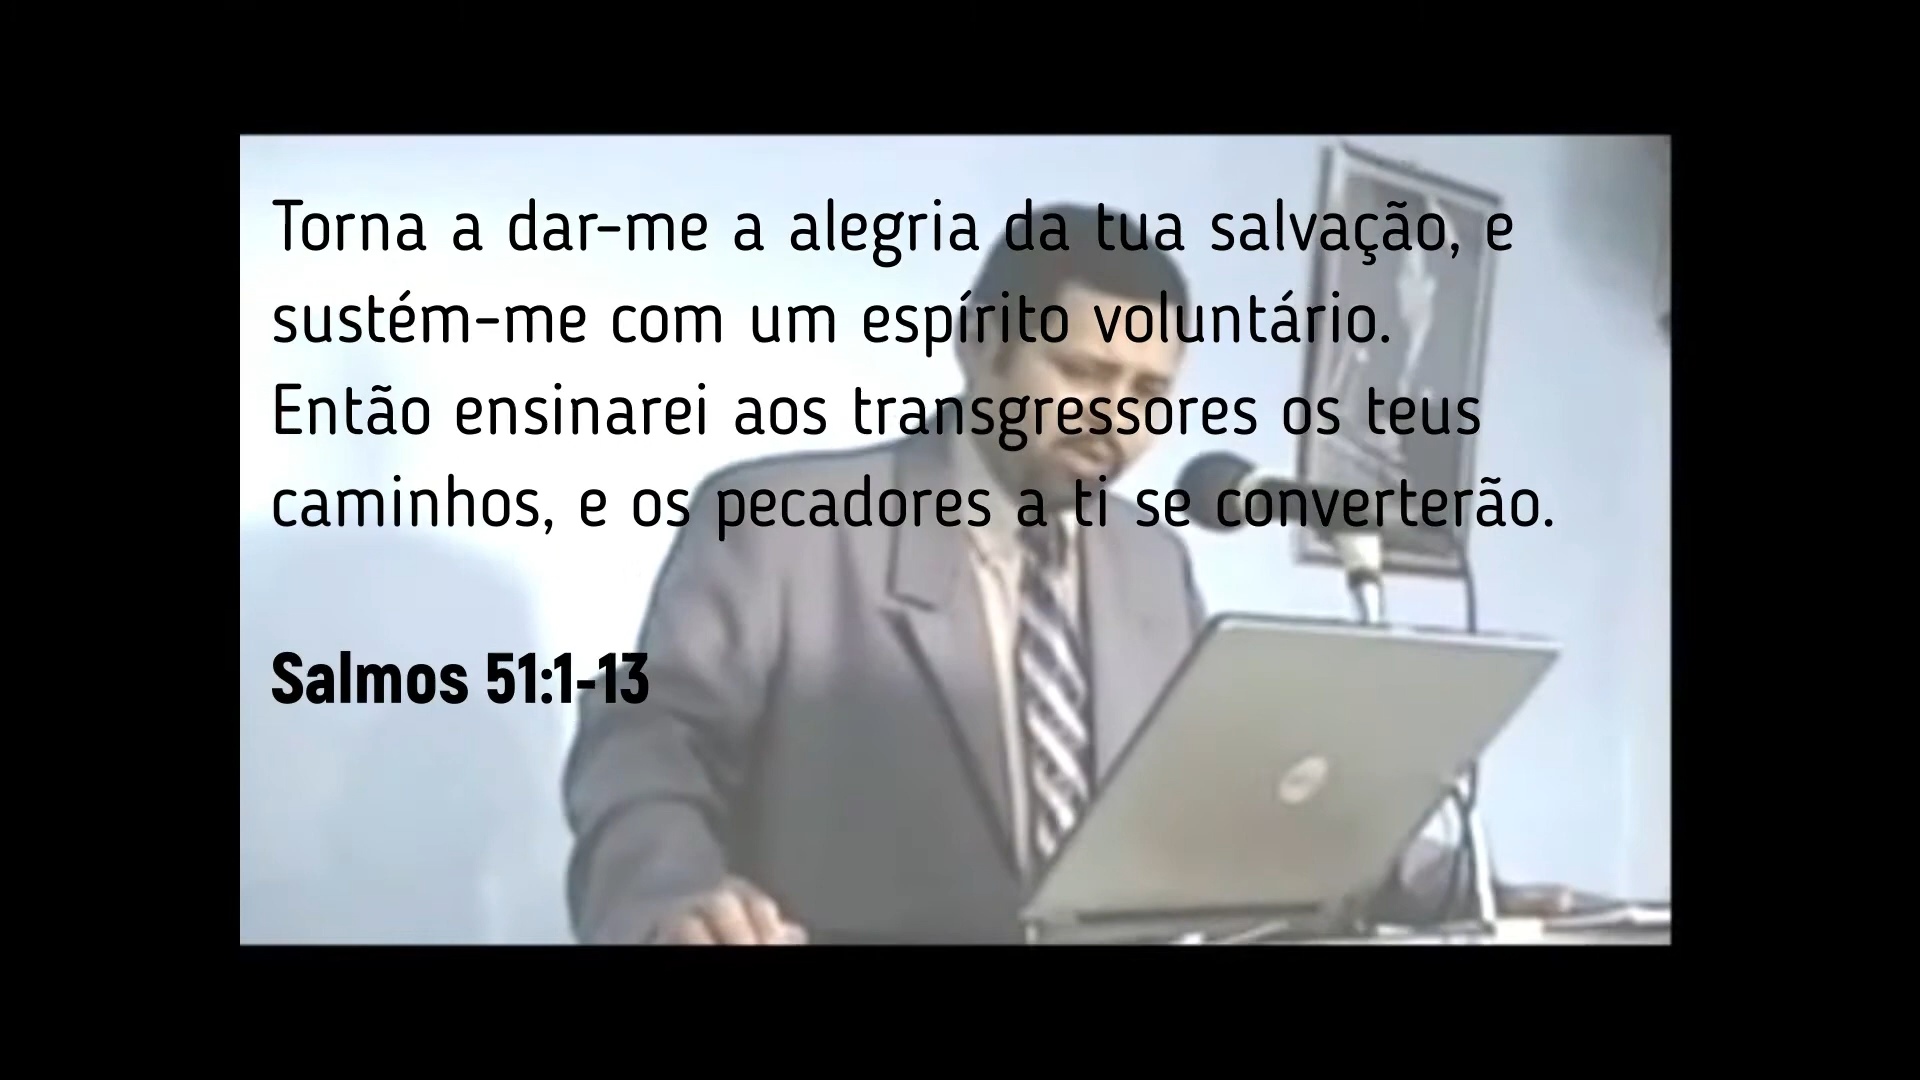 Torna a dar-me a alegria da tua salvação, e
sustém-me com um espírito voluntário.
Então ensinarei aos transgressores os teus
caminhos, e os pecadores a ti se converterão.
Salmos 51:1-13